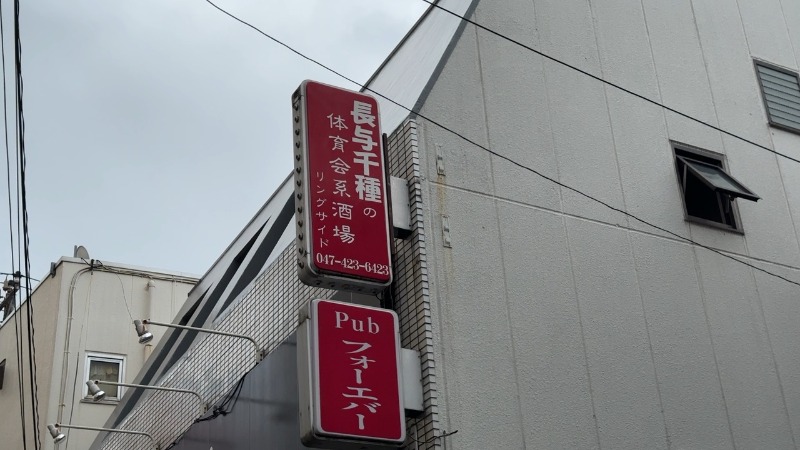 長与千種の
体育会系酒場
リングサイド
047-423-6423
Pub
フォーエバー